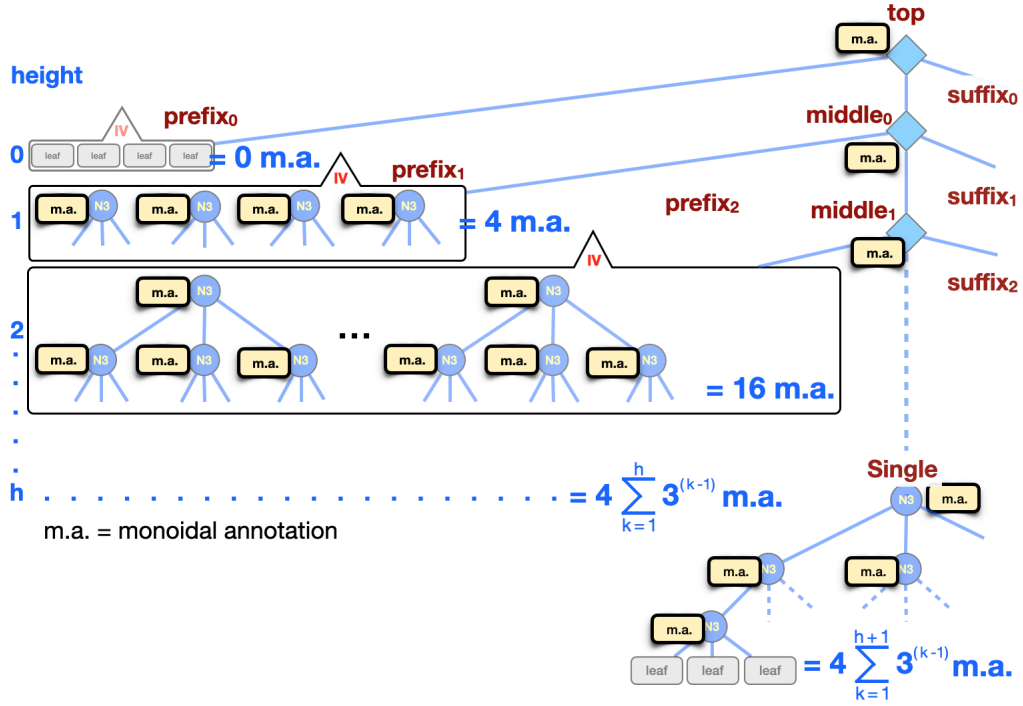 top
m.a.
height
suffix₀
prefix₀
middle₀
IV
0
leaf leaf leaf leaf
= 0 m.a.
m.a.
IV
prefix₁
1
m.a. N3 m.a. N3 m.a. N3 m.a. N3
= 4 m.a.
prefix₂
middle₁
suffix₁
m.a.
IV
suffix₂
m.a. N3 m.a. N3
2
...
m.a. N3 m.a. N3 m.a. N3 m.a. N3 m.a. N3 m.a. N3
= 16 m.a.
Single
h . . . . . . . . . . . . . . . . . . . . = 4 ∑ₖ₌₁ʰ 3⁽ᵏ⁻¹⁾ m.a.
N3 m.a.
m.a. = monoidal annotation
m.a. N3 m.a. N3
m.a. N3
leaf leaf leaf
= 4 ∑ₖ₌₁ʰ⁺¹ 3⁽ᵏ⁻¹⁾ m.a.